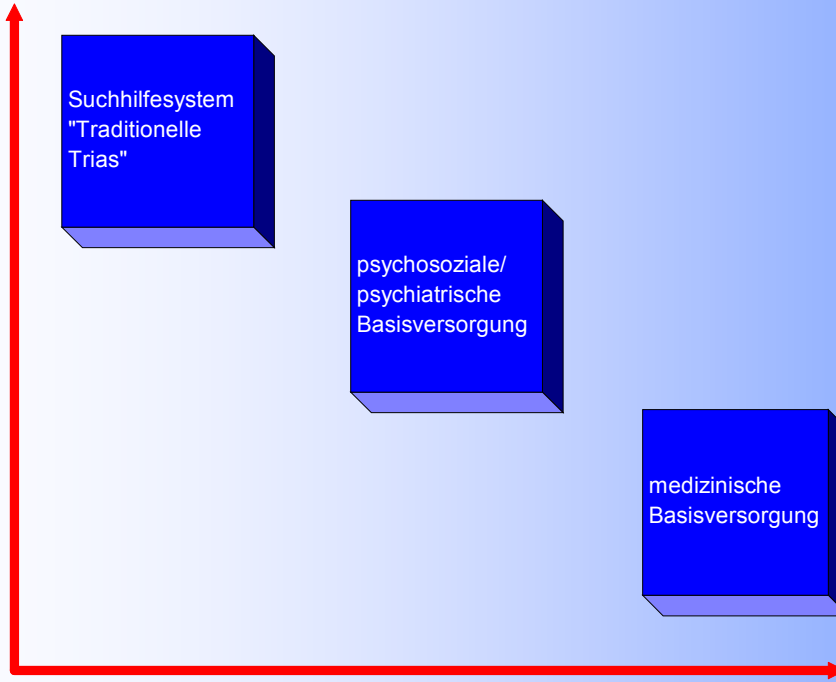 Suchhilfesystem
"Traditionelle
Trias"
psychosoziale/
psychiatrische
Basisversorgung
medizinische
Basisversorgung